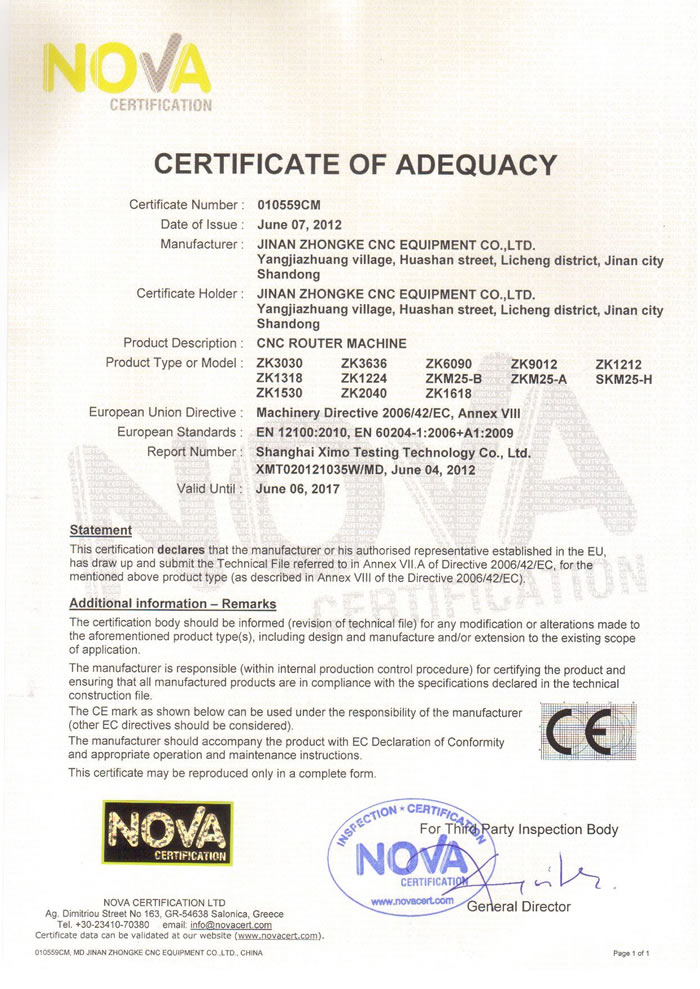 NOVA
CERTIFICATION
CERTIFICATE OF ADEQUACY
Certificate Number : 010559CM
Date of Issue : June 07, 2012
Manufacturer : JINAN ZHONGKE CNC EQUIPMENT CO.,LTD.
Yangjiazhuang village, Huashan street, Licheng district, Jinan city
Shandong
Certificate Holder : JINAN ZHONGKE CNC EQUIPMENT CO.,LTD.
Yangjiazhuang village, Huashan street, Licheng district, Jinan city
Shandong
Product Description : CNC ROUTER MACHINE
Product Type or Model : ZK3030 ZK3636 ZK6090 ZK9012 ZK1212
ZK1318 ZK1224 ZKM25-B ZKM25-A SKM25-H
ZK1530 ZK2040 ZK1618
European Union Directive : Machinery Directive 2006/42/EC, Annex VIII
European Standards : EN 12100:2010, EN 60204-1:2006+A1:2009
Report Number : Shanghai Ximo Testing Technology Co., Ltd.
XMT020121035W/MD, June 04, 2012
Valid Until : June 06, 2017
Statement
This certification declares that the manufacturer or his authorised representative established in the EU,
has draw up and submit the Technical File referred to in Annex VII.A of Directive 2006/42/EC, for the
mentioned above product type (as described in Annex VIII of the Directive 2006/42/EC).
Additional information – Remarks
The certification body should be informed (revision of technical file) for any modification or alterations made to
the aforementioned product type(s), including design and manufacture and/or extension to the existing scope
of application.
The manufacturer is responsible (within internal production control procedure) for certifying the product and
ensuring that all manufactured products are in compliance with the specifications declared in the technical
construction file.
The CE mark as shown below can be used under the responsibility of the manufacturer
(other EC directives should be considered).
The manufacturer should accompany the product with EC Declaration of Conformity
and appropriate operation and maintenance instructions.
This certificate may be reproduced only in a complete form.
CE
NOVA
CERTIFICATION
INSPECTION * CERTIFICATION
NOVA
CERTIFICATION
www.novacert.com
For Third Party Inspection Body
General Director
NOVA CERTIFICATION LTD
Ag. Dimitriou Street No 163, GR-54638 Salonica, Greece
Tel. +30-23410-70380 email: info@novacert.com
Certificate data can be validated at our website (www.novacert.com).
010559CM, MD JINAN ZHONGKE CNC EQUIPMENT CO.,LTD., CHINA
Page 1 of 1
NOVA
CERTIFICATION